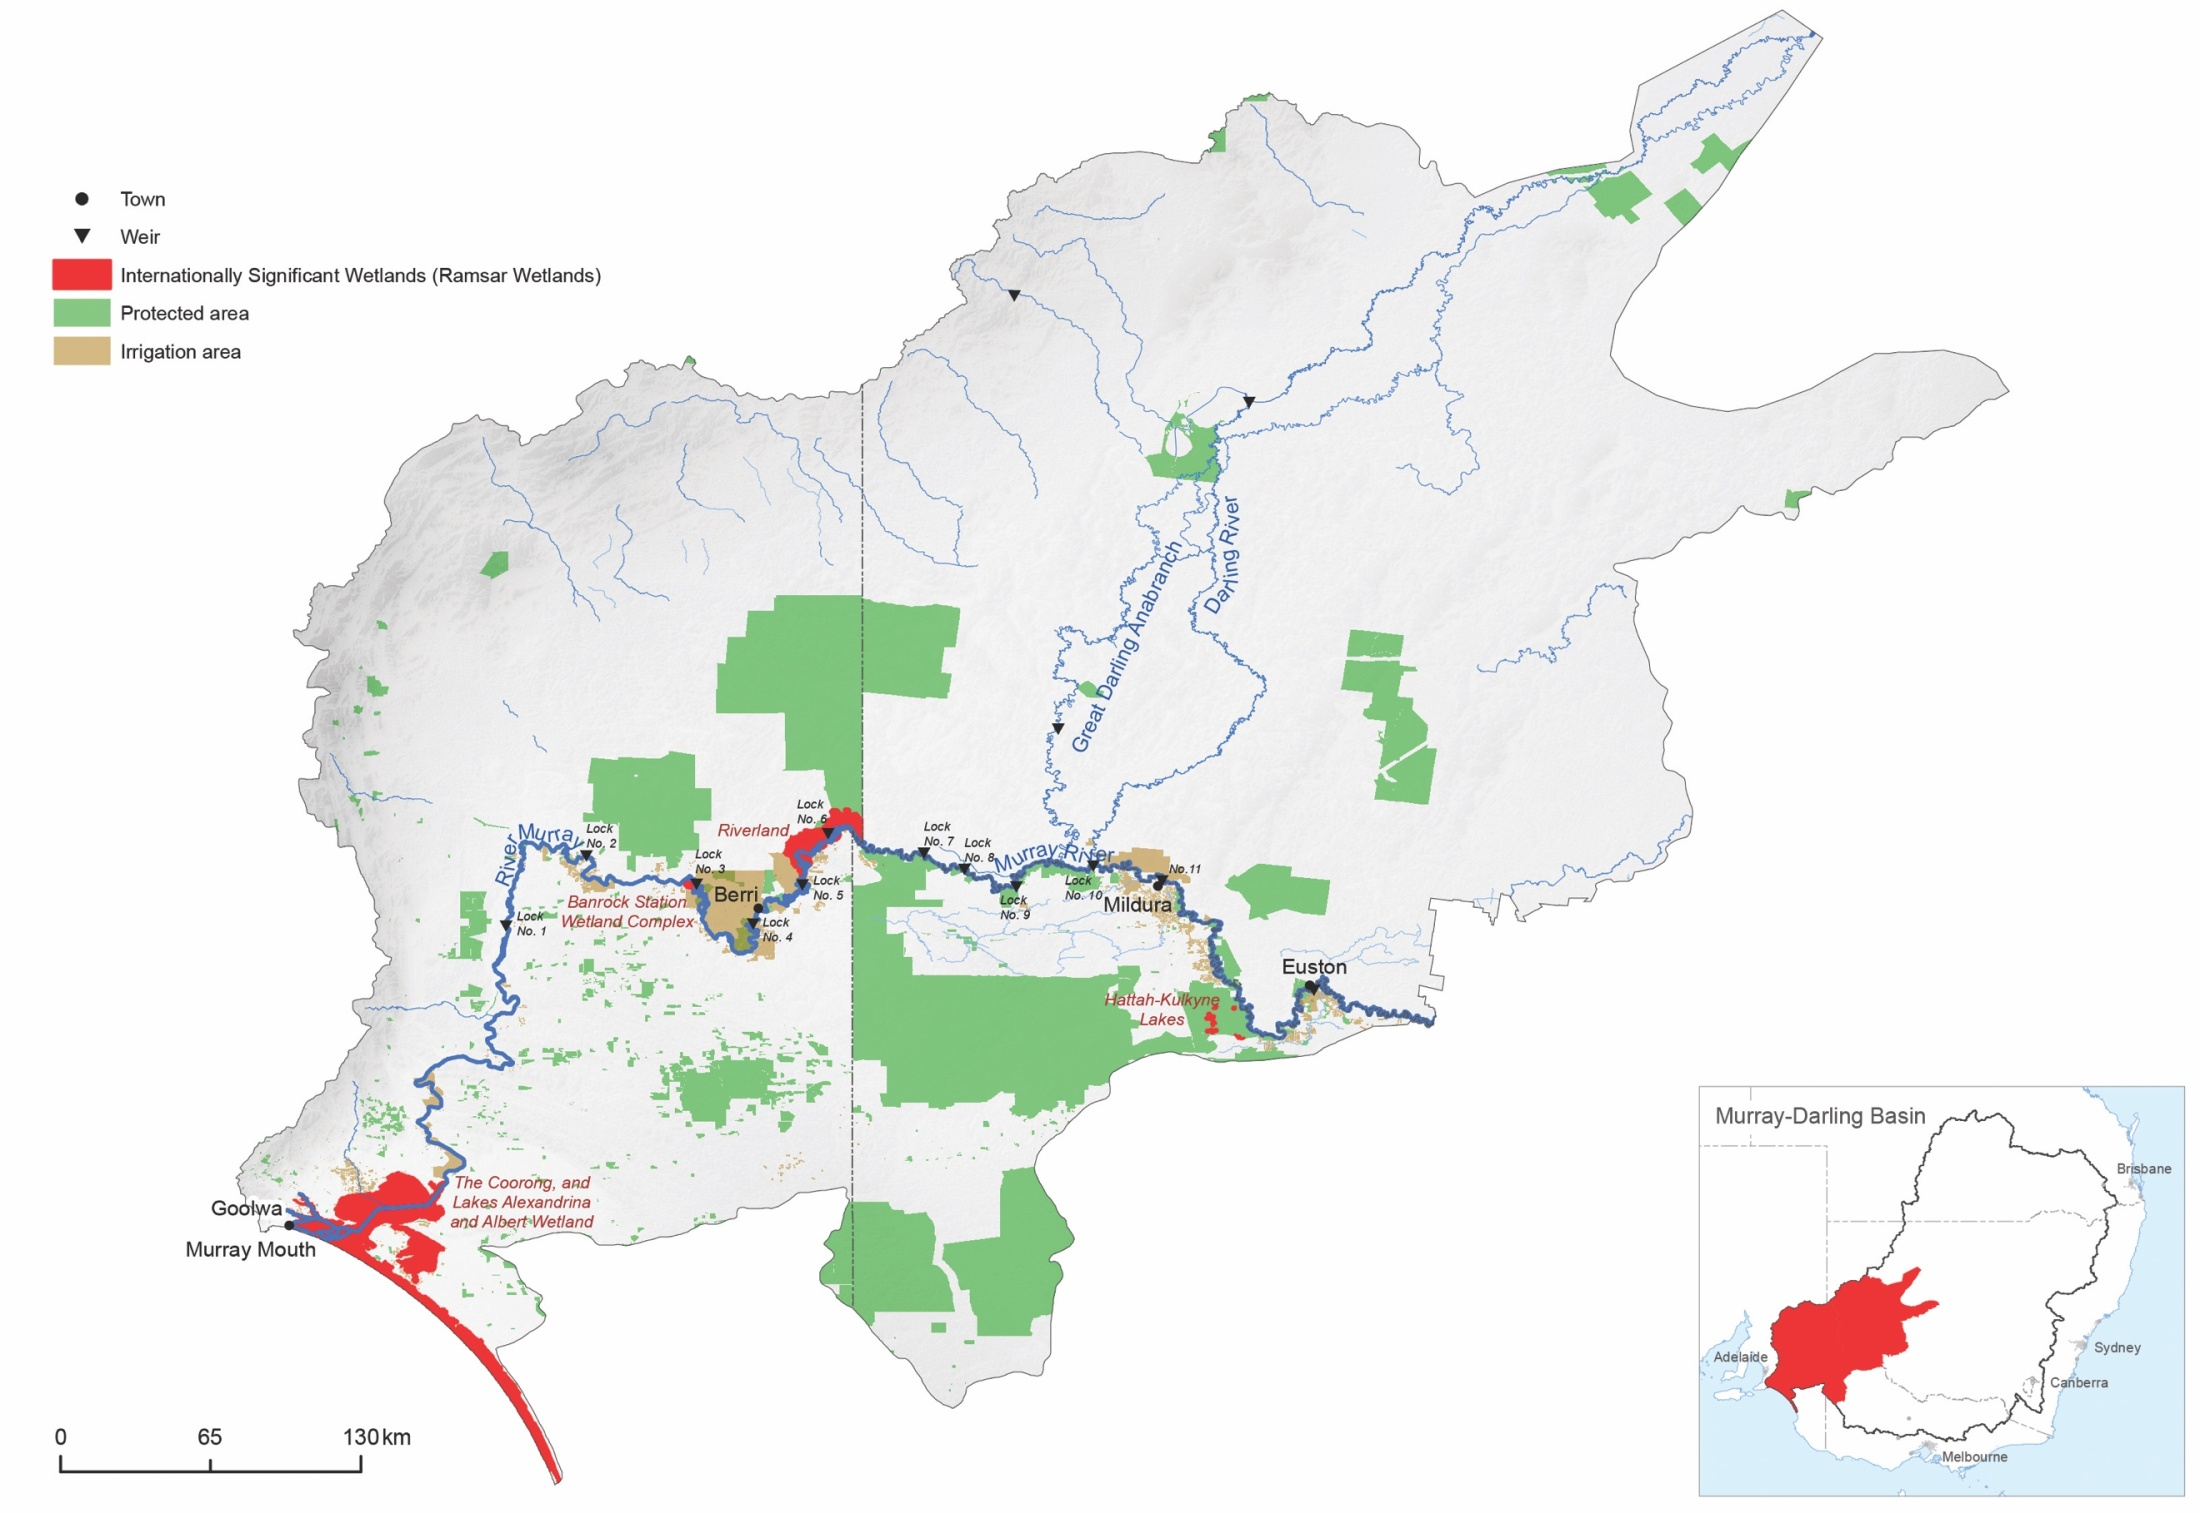 Town
Weir
Internationally Significant Wetlands (Ramsar Wetlands)
Protected area
Irrigation area
Darling River
Great Darling Anabranch
Lock
No. 6
Riverland
River Murray
Lock
No. 2
Lock
No. 3
Lock
No. 7
Lock
No. 8
Murray River
No.11
Berri
Lock
No. 5
Lock
No. 10
Lock
No. 9
Mildura
Banrock Station
Wetland Complex
Lock
No. 1
Lock
No. 4
Euston
Hattah-Kulkyne
Lakes
The Coorong, and
Lakes Alexandrina
and Albert Wetland
Goolwa
Murray Mouth
0 65 130 km
Murray-Darling Basin
Brisbane
Adelaide
Sydney
Canberra
Melbourne